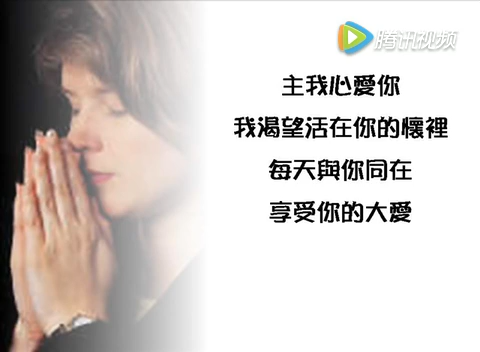 腾讯视频
主我心愛你
我渴望活在你的懷裡
每天與你同在
享受你的大愛